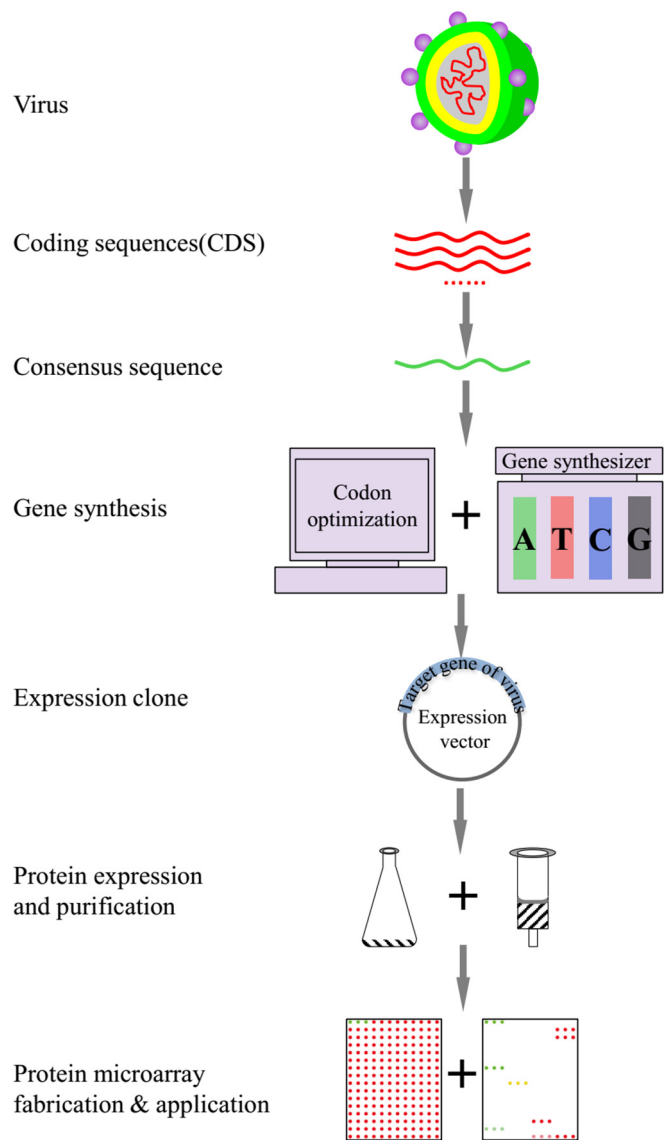 Virus
Coding sequences(CDS)
Consensus sequence
Gene synthesis
Codon
optimization
+
Gene synthesizer
A T C G
Expression clone
Target gene of virus
Expression
vector
Protein expression
and purification
+
Protein microarray
fabrication & application
+